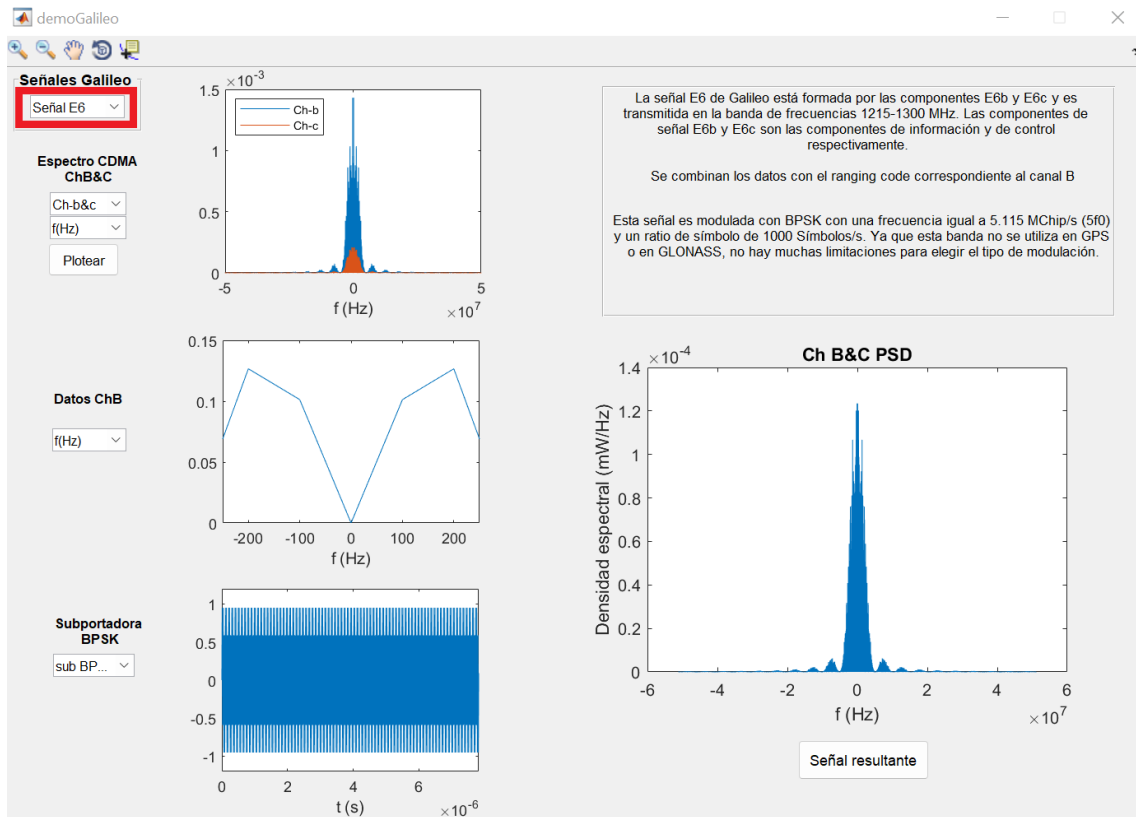 demoGalileo
Señales Galileo
Señal E6
Espectro CDMA
ChB&C
Ch-b&c
f(Hz)
Plotear
×10⁻³
1.5
1
0.5
0
Ch-b
Ch-c
-5
0
5
f (Hz)
×10⁷
La señal E6 de Galileo está formada por las componentes E6b y E6c y es
transmitida en la banda de frecuencias 1215-1300 MHz. Las componentes de
señal E6b y E6c son las componentes de información y de control
respectivamente.
Se combinan los datos con el ranging code correspondiente al canal B
Esta señal es modulada con BPSK con una frecuencia igual a 5.115 MChip/s (5f0)
y un ratio de símbolo de 1000 Símbolos/s. Ya que esta banda no se utiliza en GPS
o en GLONASS, no hay muchas limitaciones para elegir el tipo de modulación.
Datos ChB
f(Hz)
0.15
0.1
0.05
0
-200
-100
0
100
200
f (Hz)
Subportadora
BPSK
sub BP...
1
0.5
0
-0.5
-1
0
2
4
6
t (s)
×10⁻⁶
Ch B&C PSD
×10⁻⁴
Densidad espectral (mW/Hz)
1.4
1.2
1
0.8
0.6
0.4
0.2
0
-6
-4
-2
0
2
4
6
f (Hz)
×10⁷
Señal resultante